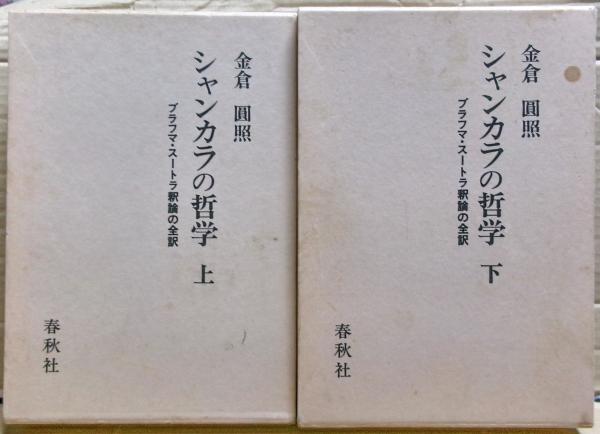 金倉 圓照
シャンカラの哲学 上
ブラフマ・スートラ釈論の全訳
春秋社
金倉 圓照
シャンカラの哲学 下
ブラフマ・スートラ釈論の全訳
春秋社